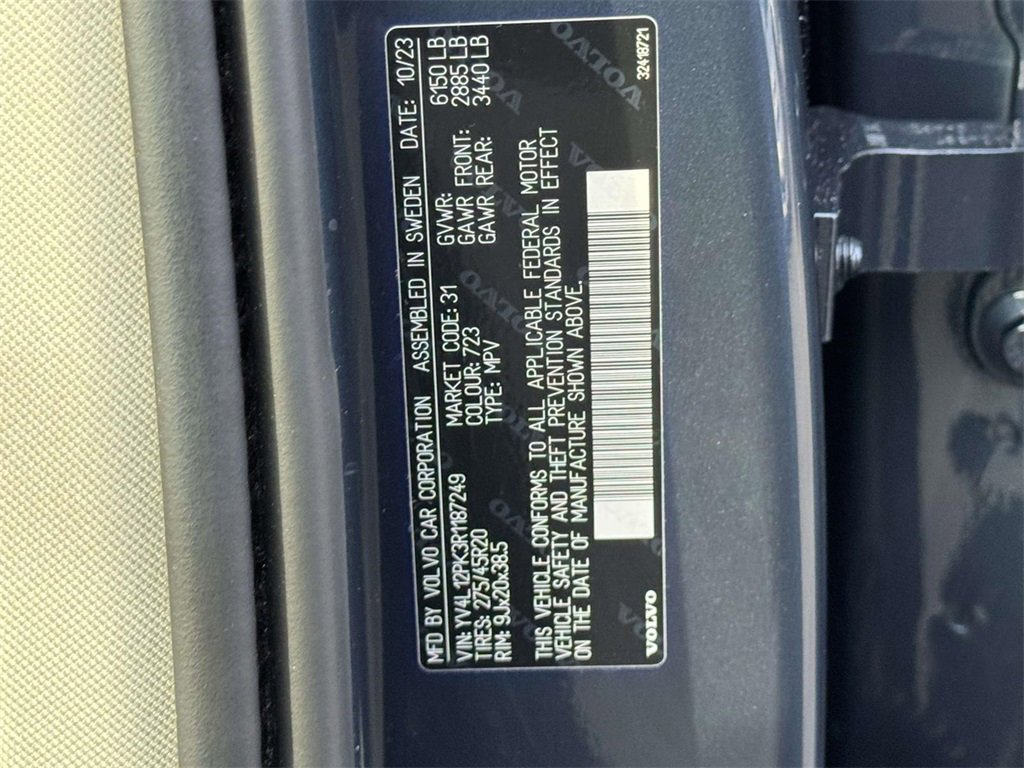 MFD BY VOLVO CAR CORPORATION ASSEMBLED IN SWEDEN DATE: 10/23
VIN: YV4L12PK3R1187249 MARKET CODE: 31 GVWR: 6150 LB
TIRES: 275/45R20 COLOUR: 723 GAWR FRONT: 2885 LB
RIM: 9Jx20x38.5 TYPE: MPV GAWR REAR: 3440 LB
THIS VEHICLE CONFORMS TO ALL APPLICABLE FEDERAL MOTOR
VEHICLE SAFETY AND THEFT PREVENTION STANDARDS IN EFFECT
ON THE DATE OF MANUFACTURE SHOWN ABOVE.
VOLVO 32418721